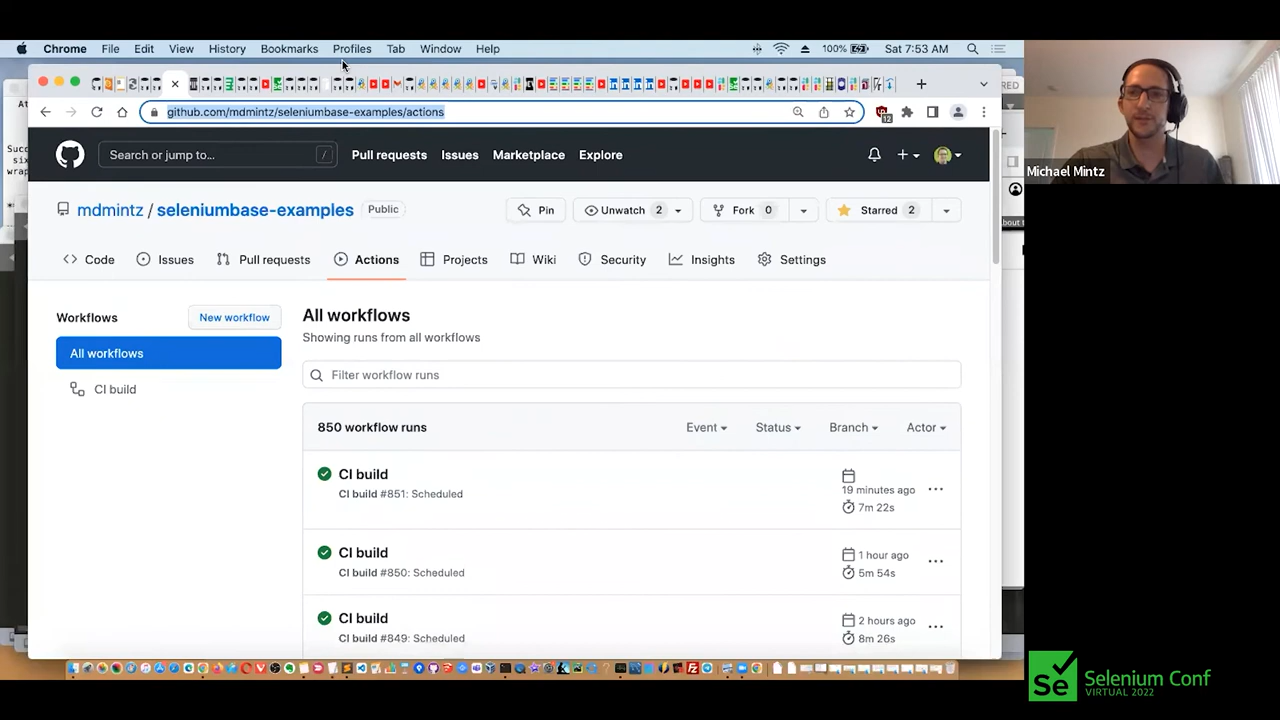 Chrome File Edit View History Bookmarks Profiles Tab Window Help 100% Sat 7:53 AM
github.com/mdmintz/seleniumbase-examples/actions
12
Search or jump to... / Pull requests Issues Marketplace Explore
mdmintz / seleniumbase-examples Public Pin Unwatch 2 Fork 0 Starred 2
Code Issues Pull requests Actions Projects Wiki Security Insights Settings
Workflows New workflow
All workflows
CI build
All workflows
Showing runs from all workflows
Filter workflow runs
850 workflow runs Event Status Branch Actor
CI build
CI build #851: Scheduled
19 minutes ago
7m 22s
CI build
CI build #850: Scheduled
1 hour ago
5m 54s
CI build
CI build #849: Scheduled
2 hours ago
8m 26s
Michael Mintz
Se Selenium Conf
VIRTUAL 2022